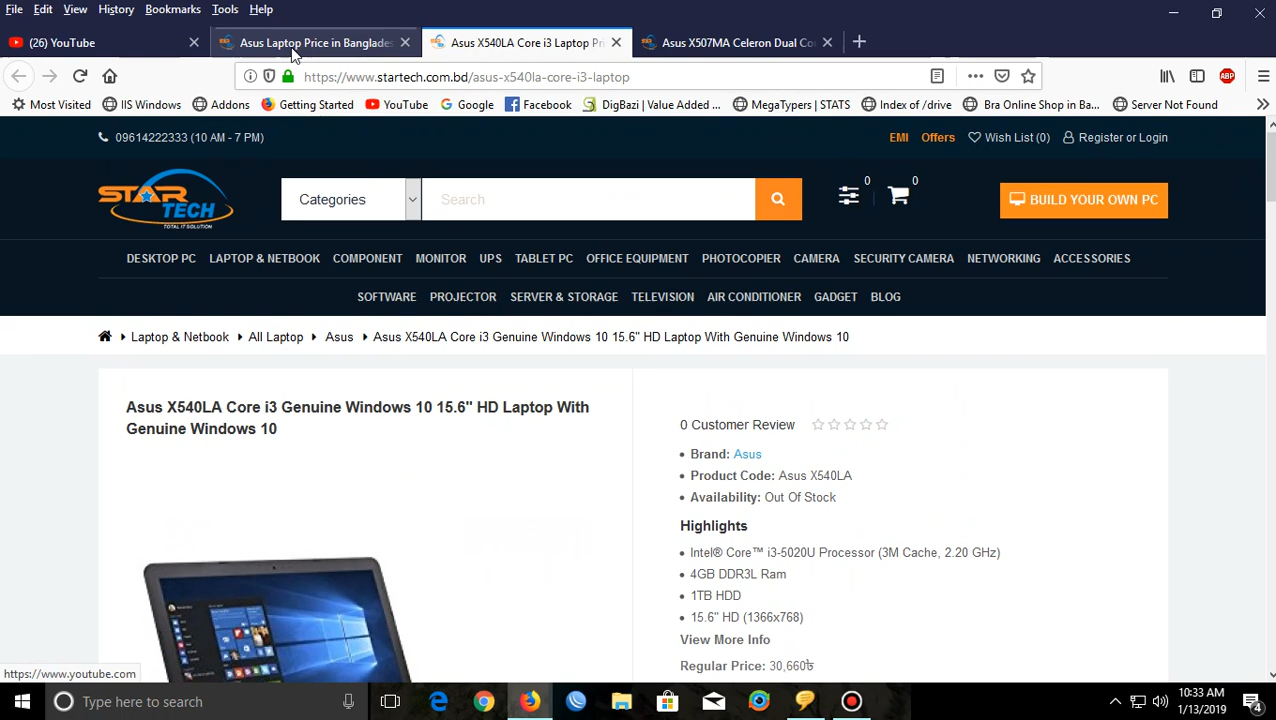 File Edit View History Bookmarks Tools Help
(26) YouTube
Asus Laptop Price in Banglades
Asus X540LA Core i3 Laptop Pri
Asus X507MA Celeron Dual Co
https://www.startech.com.bd/asus-x540la-core-i3-laptop
ABP
Most Visited IIS Windows Addons Getting Started YouTube Google Facebook DigBazi | Value Added ... MegaTypers | STATS Index of /drive Bra Online Shop in Ba... Server Not Found
09614222333 (10 AM - 7 PM)
EMI Offers Wish List (0) Register or Login
STAR TECH
TOTAL IT SOLUTION
Categories
Search
0 0
BUILD YOUR OWN PC
DESKTOP PC LAPTOP & NETBOOK COMPONENT MONITOR UPS TABLET PC OFFICE EQUIPMENT PHOTOCOPIER CAMERA SECURITY CAMERA NETWORKING ACCESSORIES
SOFTWARE PROJECTOR SERVER & STORAGE TELEVISION AIR CONDITIONER GADGET BLOG
Laptop & Netbook All Laptop Asus Asus X540LA Core i3 Genuine Windows 10 15.6" HD Laptop With Genuine Windows 10
Asus X540LA Core i3 Genuine Windows 10 15.6" HD Laptop With
Genuine Windows 10
0 Customer Review
• Brand: Asus
• Product Code: Asus X540LA
• Availability: Out Of Stock
Highlights
• Intel® Core™ i3-5020U Processor (3M Cache, 2.20 GHz)
• 4GB DDR3L Ram
• 1TB HDD
• 15.6" HD (1366x768)
View More Info
Regular Price: 30,660৳
https://www.youtube.com
Type here to search
10:33 AM
1/13/2019
4